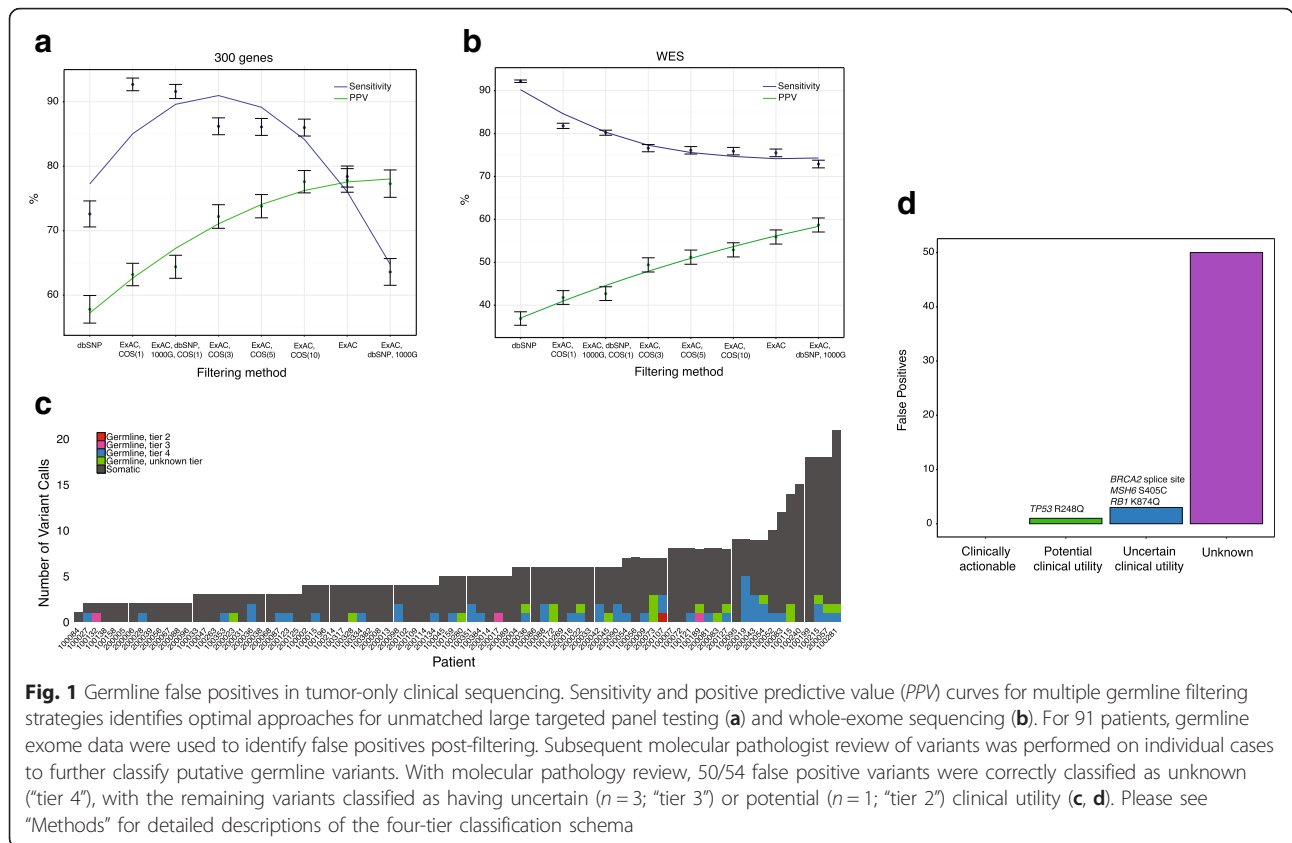 a
300 genes
Sensitivity
PPV
90
80
70
60
%
dbSNP
ExAC,
COS(1)
ExAC, dbSNP,
1000G, COS(1)
ExAC,
COS(3)
ExAC,
COS(5)
ExAC,
COS(10)
ExAC
ExAC,
dbSNP, 1000G
Filtering method
b
WES
Sensitivity
PPV
90
80
70
60
50
40
%
dbSNP
ExAC,
COS(1)
ExAC, dbSNP,
1000G, COS(1)
ExAC,
COS(3)
ExAC,
COS(5)
ExAC,
COS(10)
ExAC
ExAC,
dbSNP, 1000G
Filtering method
c
Germline, tier 2
Germline, tier 3
Germline, tier 4
Germline, unknown tier
Somatic
20
15
10
5
0
Number of Variant Calls
Patient
d
50
40
30
20
10
0
False Positives
TP53 R248Q
BRCA2 splice site
MSH6 S405C
RB1 K874Q
Clinically
actionable
Potential
clinical utility
Uncertain
clinical utility
Unknown
Fig. 1 Germline false positives in tumor-only clinical sequencing. Sensitivity and positive predictive value (PPV) curves for multiple germline filtering
strategies identifies optimal approaches for unmatched large targeted panel testing (a) and whole-exome sequencing (b). For 91 patients, germline
exome data were used to identify false positives post-filtering. Subsequent molecular pathologist review of variants was performed on individual cases
to further classify putative germline variants. With molecular pathology review, 50/54 false positive variants were correctly classified as unknown
(“tier 4”), with the remaining variants classified as having uncertain (n = 3; “tier 3”) or potential (n = 1; “tier 2”) clinical utility (c, d). Please see
“Methods” for detailed descriptions of the four-tier classification schema